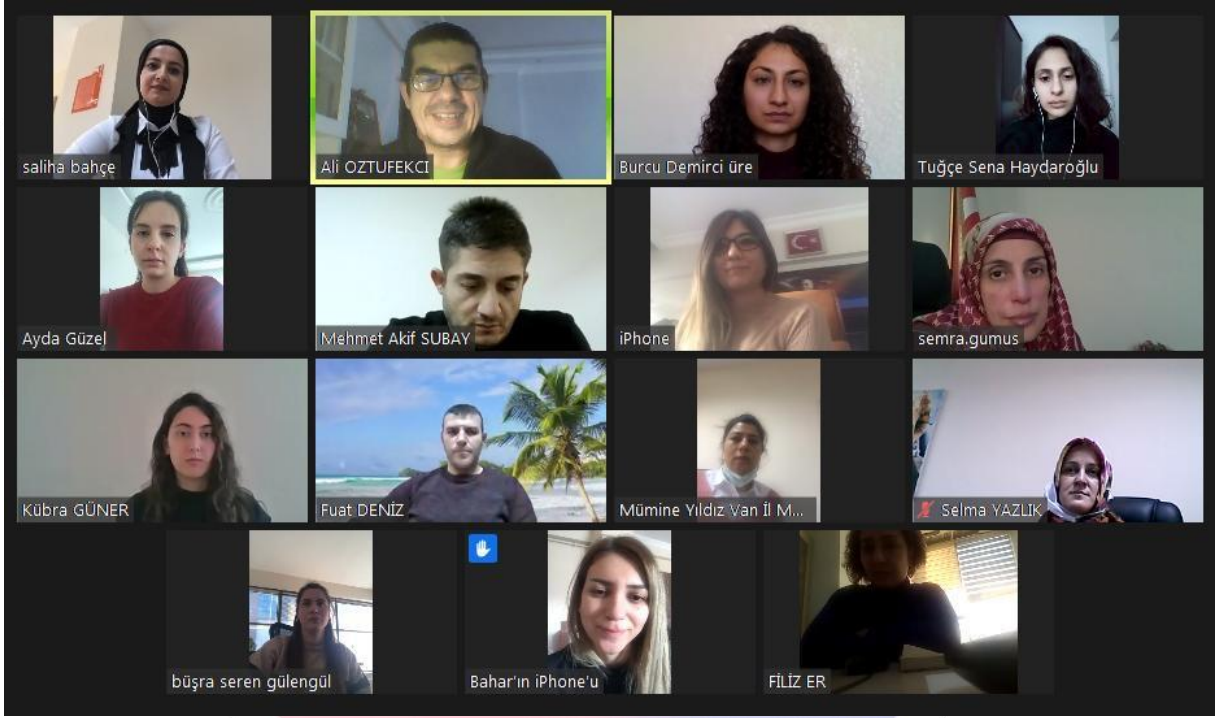 saliha bahçe
Ali OZTUFEKCI
Burcu Demirci üre
Tuğçe Sena Haydaroğlu
Ayda Güzel
Mehmet Akif SUBAY
iPhone
semra.gumus
Kübra GÜNER
Fuat DENİZ
Mümine Yıldız Van İl M...
Selma YAZLIK
büşra seren gülengül
Bahar'ın iPhone'u
FİLİZ ER